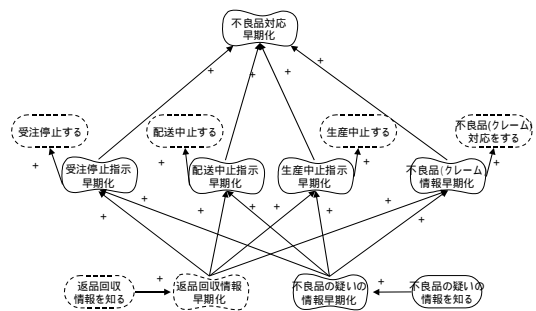 不良品対応
早期化
+
+
+
+
受注停止する
配送中止する
生産中止する
不良品(クレーム)
対応をする
+
+
+
+
受注停止指示
早期化
配送中止指示
早期化
生産中止指示
早期化
不良品(クレーム)
情報早期化
+
+
+
+
+
+
+
+
返品回収
情報を知る
+
返品回収情報
早期化
不良品の疑いの
情報早期化
+
不良品の疑いの
情報を知る